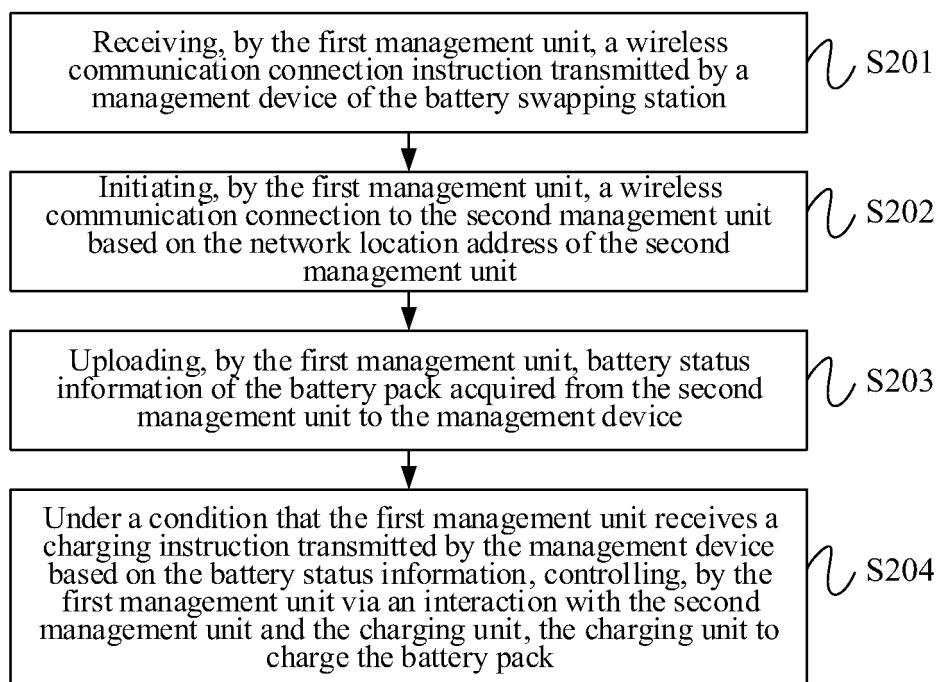 Receiving, by the first management unit, a wireless
communication connection instruction transmitted by a
management device of the battery swapping station
S201
Initiating, by the first management unit, a wireless
communication connection to the second management unit
based on the network location address of the second
management unit
S202
Uploading, by the first management unit, battery status
information of the battery pack acquired from the second
management unit to the management device
S203
Under a condition that the first management unit receives a
charging instruction transmitted by the management device
based on the battery status information, controlling, by the
first management unit via an interaction with the second
management unit and the charging unit, the charging unit to
charge the battery pack
S204